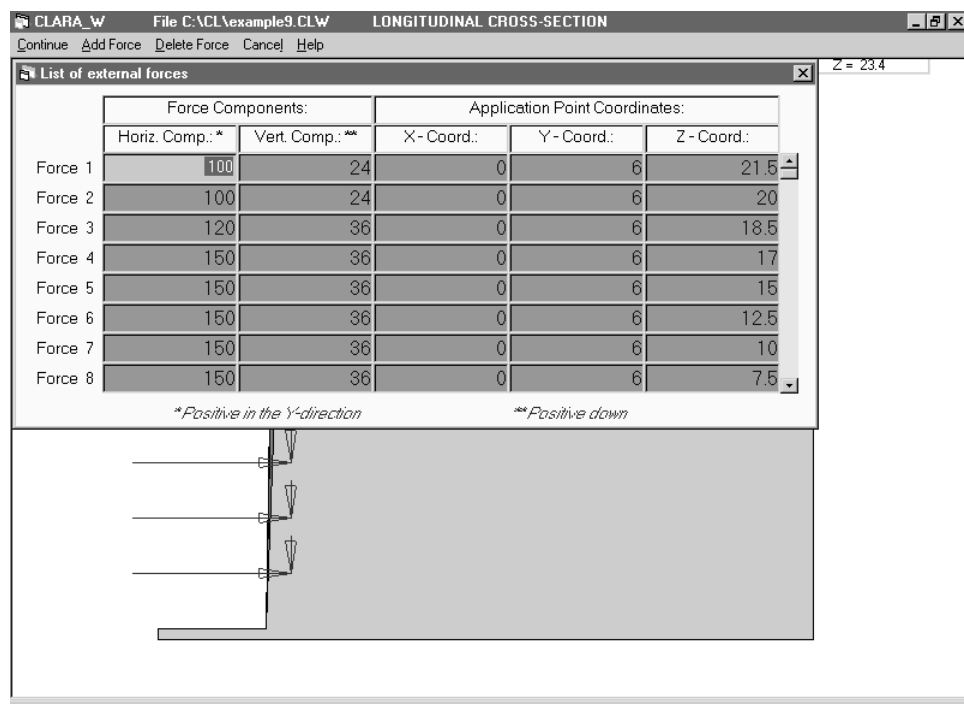 CLARA_W File C:\CL\example9.CLW LONGITUDINAL CROSS-SECTION
Continue Add Force Delete Force Cancel Help
List of external forces
Z = 23.4
Force Components: Application Point Coordinates:
Horiz. Comp.: * Vert. Comp.: ** X - Coord.: Y - Coord.: Z - Coord.:
Force 1 100 24 0 6 21.5
Force 2 100 24 0 6 20
Force 3 120 36 0 6 18.5
Force 4 150 36 0 6 17
Force 5 150 36 0 6 15
Force 6 150 36 0 6 12.5
Force 7 150 36 0 6 10
Force 8 150 36 0 6 7.5
*Positive in the Y-direction **Positive down